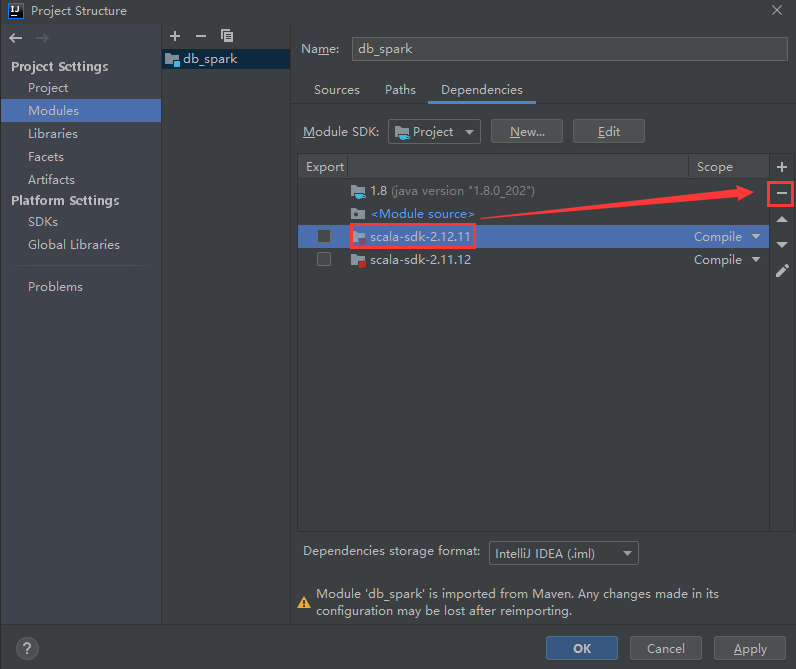 IJ Project Structure
Project Settings
Project
Modules
Libraries
Facets
Artifacts
Platform Settings
SDKs
Global Libraries
Problems
db_spark
Name: db_spark
Sources Paths Dependencies
Module SDK: Project New... Edit
Export Scope
1.8 (java version "1.8.0_202")
<Module source>
scala-sdk-2.12.11 Compile
scala-sdk-2.11.12 Compile
Dependencies storage format: IntelliJ IDEA (.iml)
Module 'db_spark' is imported from Maven. Any changes made in its
configuration may be lost after reimporting.
? OK Cancel Apply